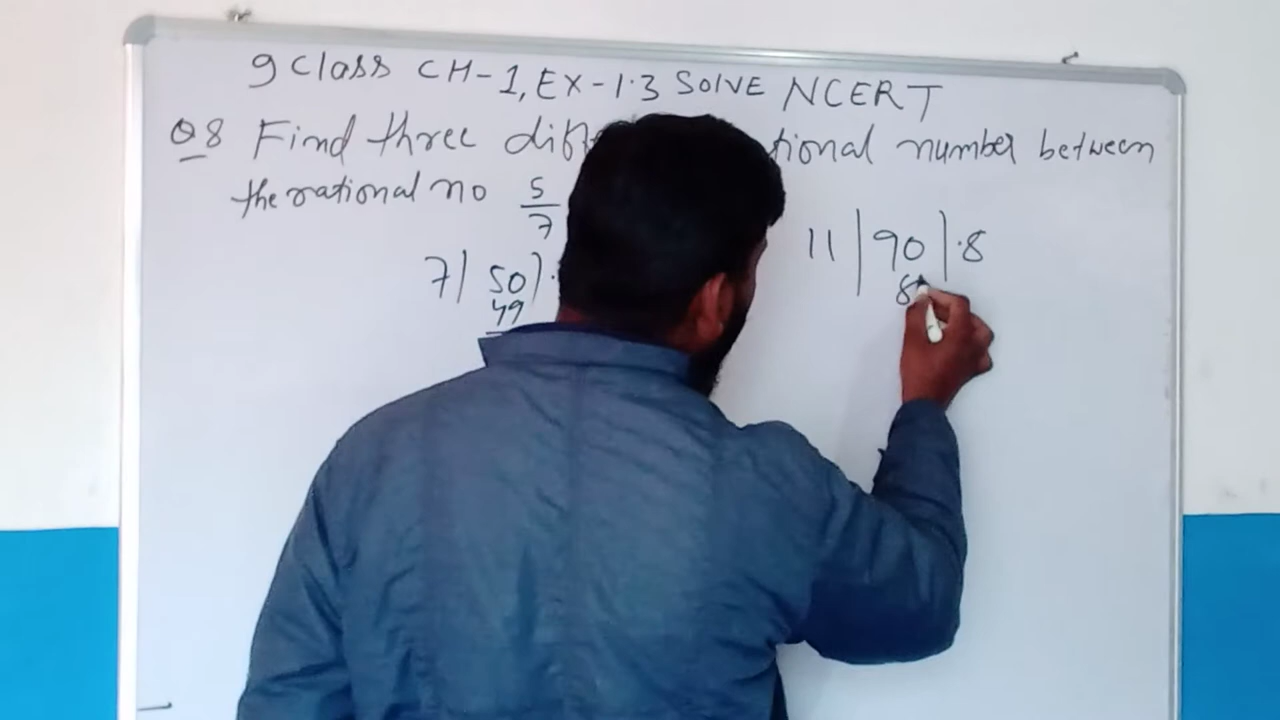 9 Class CH-1, EX-1.3 SOLVE NCERT
Q8 Find three tional number between
the rational no 5/7
7) 50) .
49
11 | 90 | .8
8